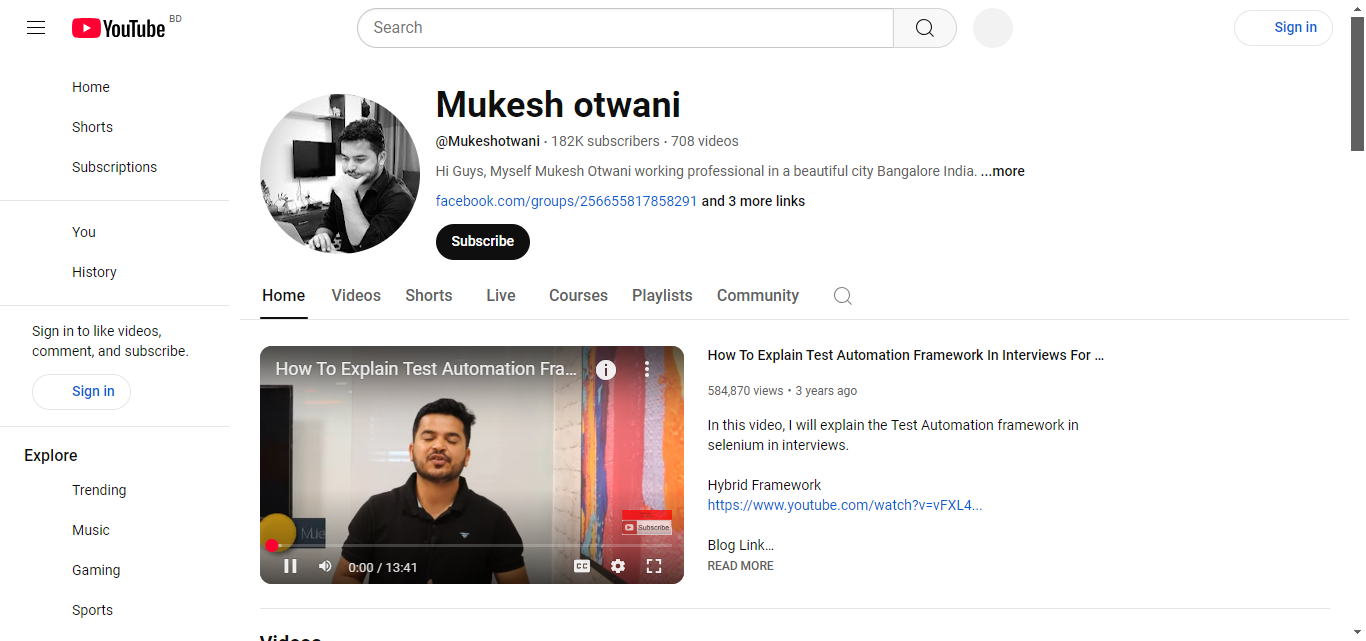 YouTube BD
Search
Sign in
Home
Shorts
Subscriptions
You
History
Sign in to like videos,
comment, and subscribe.
Sign in
Explore
Trending
Music
Gaming
Sports
Mukesh otwani
@Mukeshotwani · 182K subscribers · 708 videos
Hi Guys, Myself Mukesh Otwani working professional in a beautiful city Bangalore India. ...more
facebook.com/groups/256655817858291 and 3 more links
Subscribe
Home Videos Shorts Live Courses Playlists Community
How To Explain Test Automation Fra...
Subscribe
0:00 / 13:41
CC
How To Explain Test Automation Framework In Interviews For ...
584,870 views • 3 years ago
In this video, I will explain the Test Automation framework in
selenium in interviews.
Hybrid Framework
https://www.youtube.com/watch?v=vFXL4...
Blog Link...
READ MORE
Videos